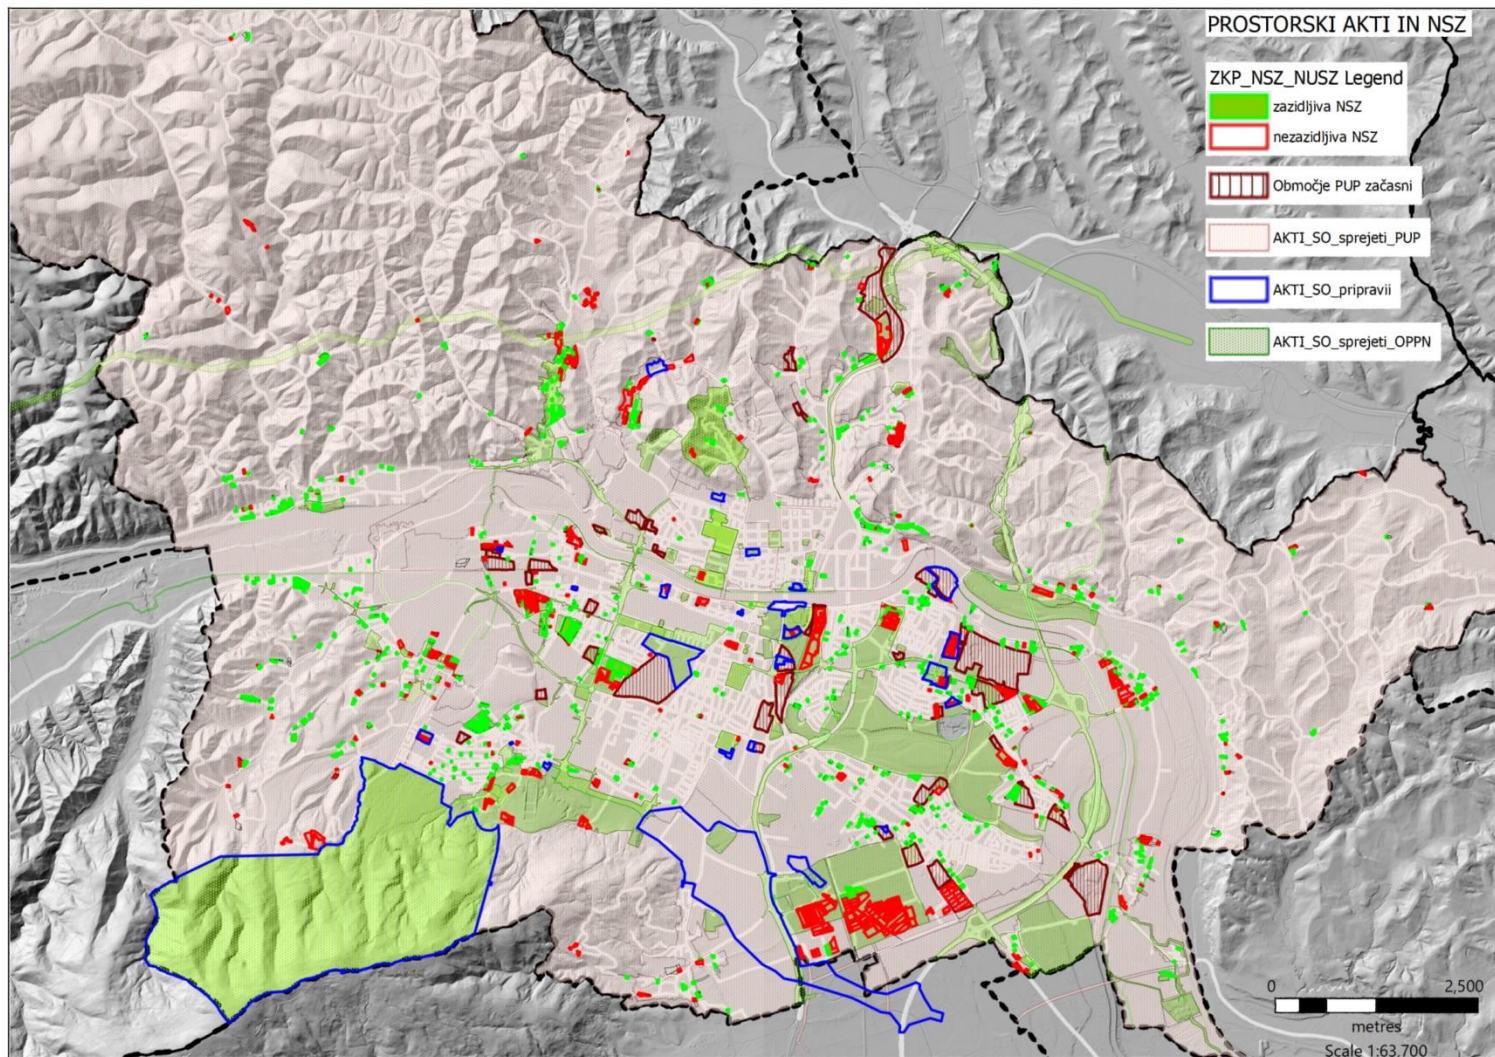 PROSTORSKI AKTI IN NSZ
ZKP_NSZ_NUSZ Legend
zazidljiva NSZ
nezazidljiva NSZ
Območje PUP začasni
AKTI_SO_sprejeti_PUP
AKTI_SO_pripravii
AKTI_SO_sprejeti_OPPN
0 2,500
metres
Scale 1:63,700